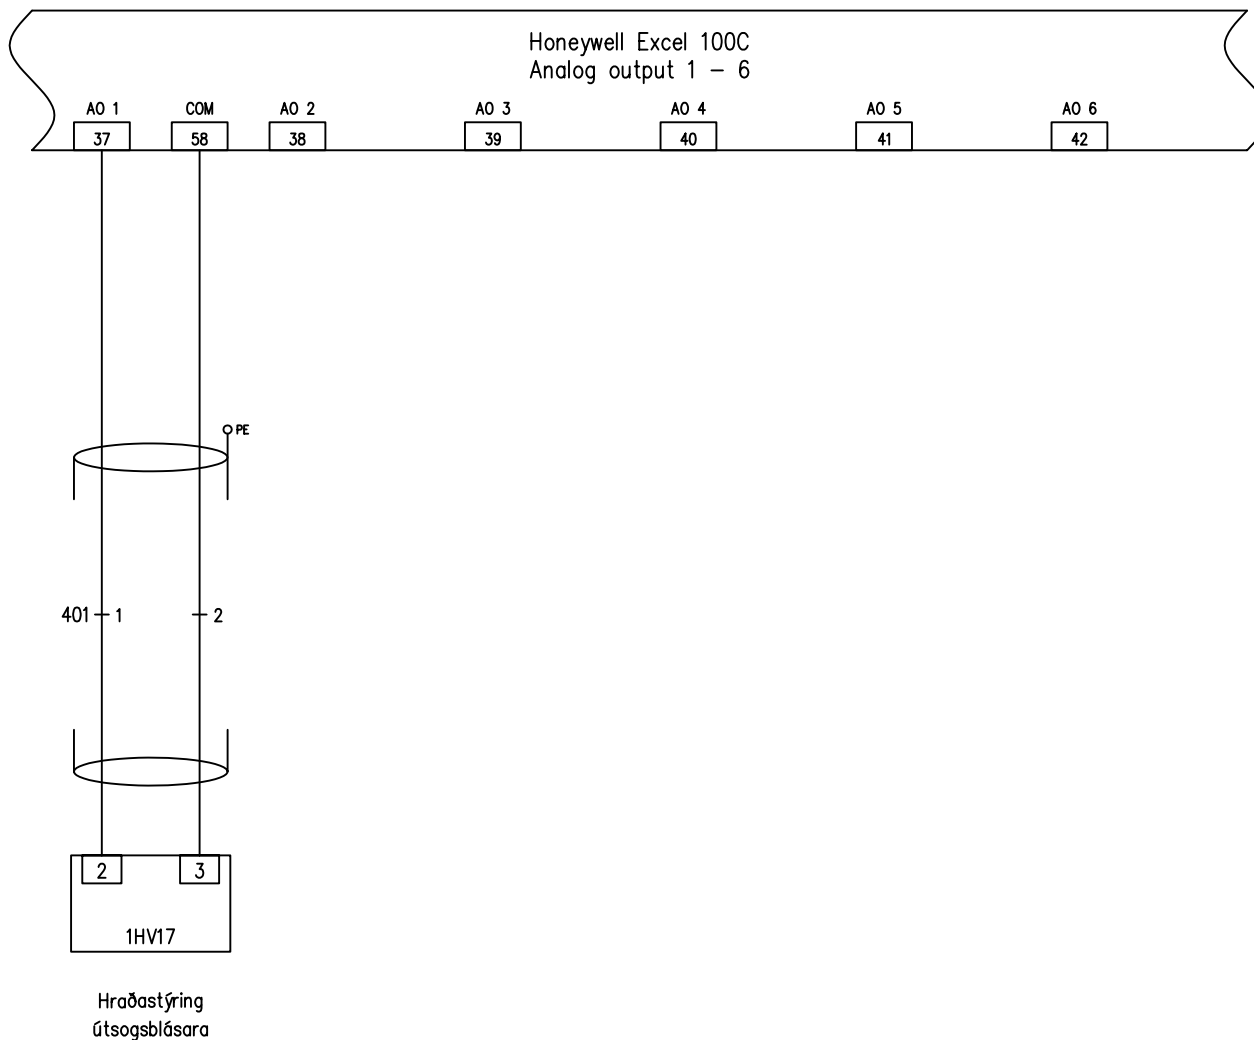 Honeywell Excel 100C
Analog output 1 – 6
AO 1 COM AO 2 AO 3 AO 4 AO 5 AO 6
37 58 38 39 40 41 42
PE
401 1 2
2 3
1HV17
Hraðastýring
útsogsblásara